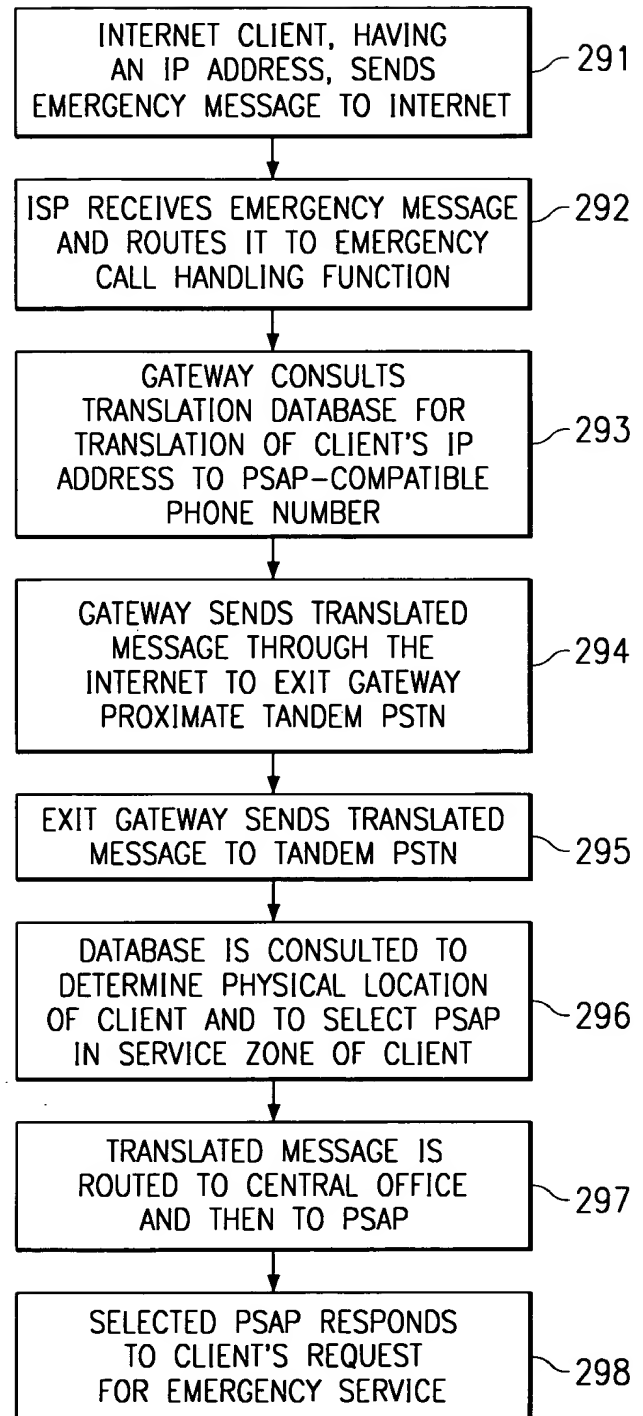 INTERNET CLIENT, HAVING
AN IP ADDRESS, SENDS
EMERGENCY MESSAGE TO INTERNET
291
ISP RECEIVES EMERGENCY MESSAGE
AND ROUTES IT TO EMERGENCY
CALL HANDLING FUNCTION
292
GATEWAY CONSULTS
TRANSLATION DATABASE FOR
TRANSLATION OF CLIENT'S IP
ADDRESS TO PSAP-COMPATIBLE
PHONE NUMBER
293
GATEWAY SENDS TRANSLATED
MESSAGE THROUGH THE
INTERNET TO EXIT GATEWAY
PROXIMATE TANDEM PSTN
294
EXIT GATEWAY SENDS TRANSLATED
MESSAGE TO TANDEM PSTN
295
DATABASE IS CONSULTED TO
DETERMINE PHYSICAL LOCATION
OF CLIENT AND TO SELECT PSAP
IN SERVICE ZONE OF CLIENT
296
TRANSLATED MESSAGE IS
ROUTED TO CENTRAL OFFICE
AND THEN TO PSAP
297
SELECTED PSAP RESPONDS
TO CLIENT'S REQUEST
FOR EMERGENCY SERVICE
298